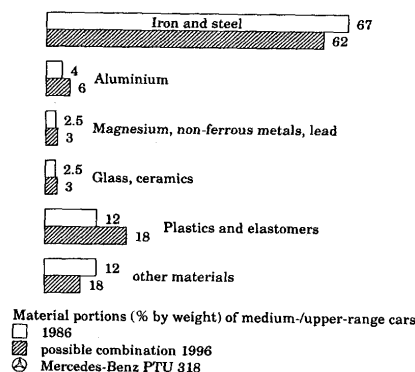 Iron and steel
67
62
4
6
Aluminium
2.5
3
Magnesium, non-ferrous metals, lead
2.5
3
Glass, ceramics
12
18
Plastics and elastomers
12
18
other materials
Material portions (% by weight) of medium-/upper-range cars
1986
possible combination 1996
Mercedes-Benz PTU 318